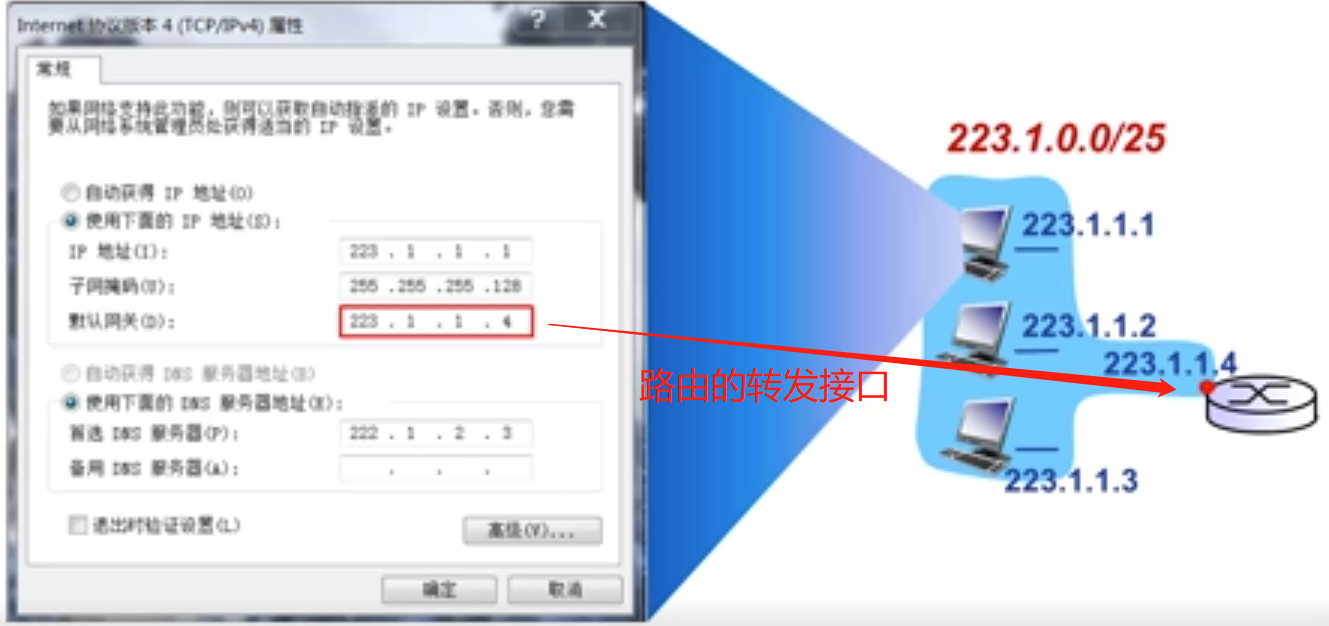 Internet 协议版本 4 (TCP/IPv4) 属性
常规
如果网络支持此功能，则可以获取自动指派的 IP 设置。否则，您需
要从网络系统管理员处获得适当的 IP 设置。
自动获得 IP 地址(O)
使用下面的 IP 地址(S):
IP 地址(I): 223 . 1 . 1 . 1
子网掩码(U): 255 .255 .255 .128
默认网关(D): 223 . 1 . 1 . 4
自动获得 DNS 服务器地址(B)
使用下面的 DNS 服务器地址(E):
首选 DNS 服务器(P): 222 . 1 . 2 . 3
备用 DNS 服务器(A): . . .
退出时验证设置(L)
高级(V)...
确定 取消
路由的转发接口
223.1.0.0/25
223.1.1.1
223.1.1.2
223.1.1.4
223.1.1.3